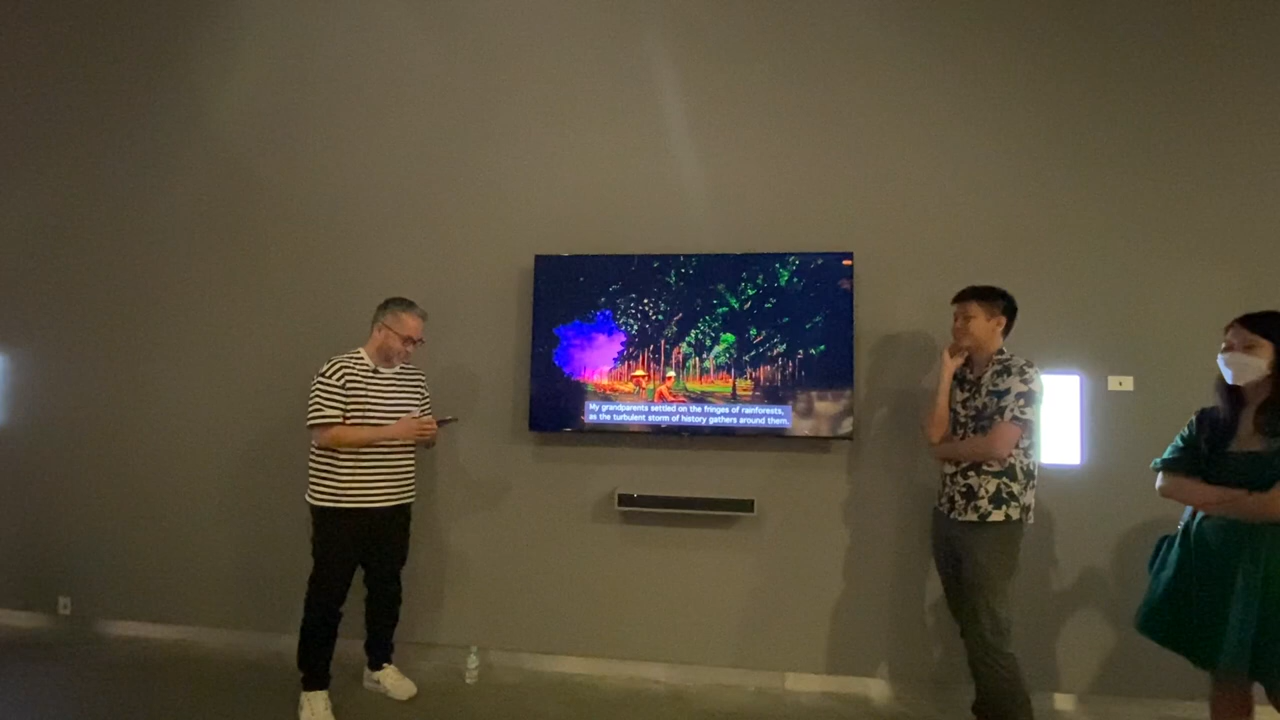 My grandparents settled on the fringes of rainforests,
as the turbulent storm of history gathers around them.